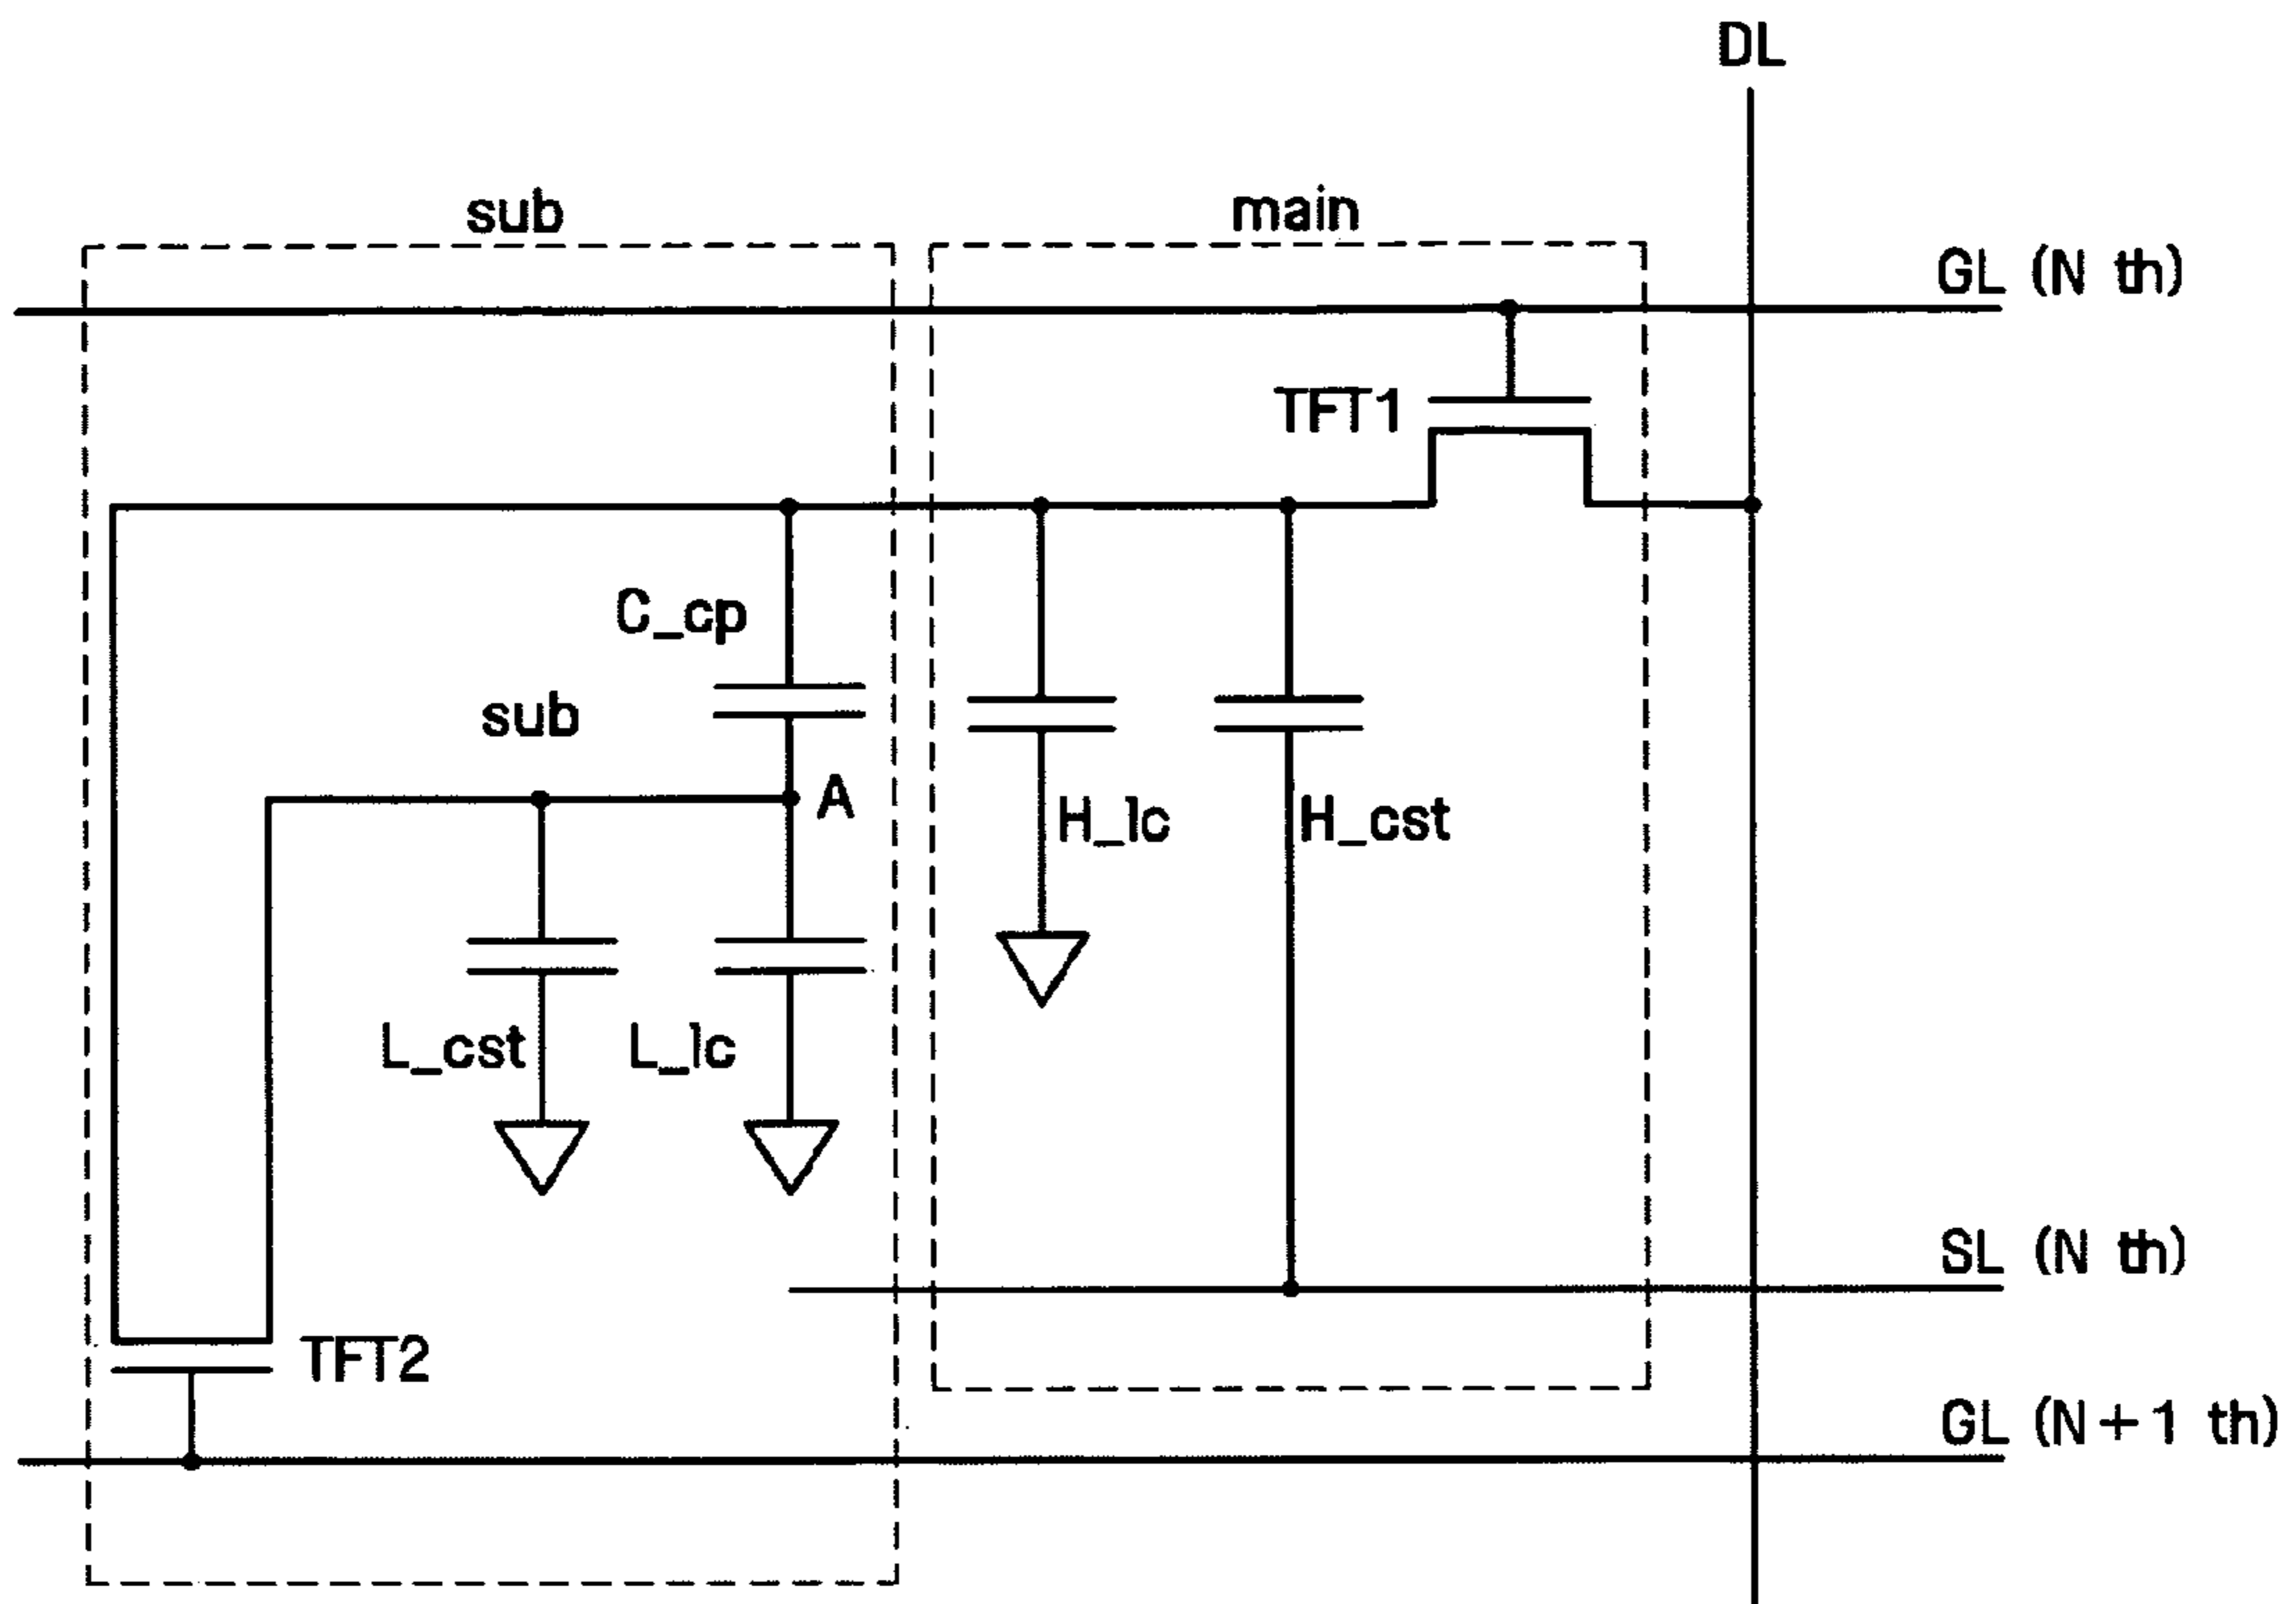 DL
sub
main
GL (N th)
TFT1
C_cp
sub
A
H_lc
H_cst
L_cst
L_lc
SL (N th)
TFT2
GL (N+1 th)